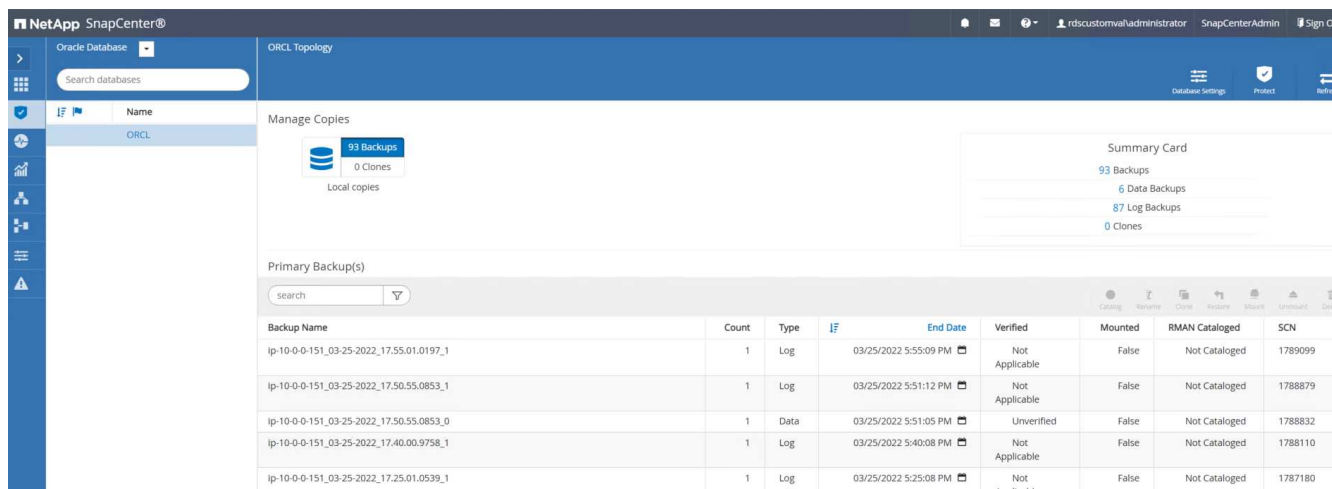 NetApp SnapCenter®
rdscustomval\administrator SnapCenterAdmin Sign O
Oracle Database
ORCL Topology
Search databases
Database Settings Protect Refre
Name
ORCL
Manage Copies
93 Backups
0 Clones
Local copies
Summary Card
93 Backups
6 Data Backups
87 Log Backups
0 Clones
Primary Backup(s)
search
Catalog Rename Clone Restore Mount Unmount De
Backup Name Count Type End Date Verified Mounted RMAN Cataloged SCN
ip-10-0-0-151_03-25-2022_17.55.01.0197_1 1 Log 03/25/2022 5:55:09 PM Not Applicable False Not Cataloged 1789099
ip-10-0-0-151_03-25-2022_17.50.55.0853_1 1 Log 03/25/2022 5:51:12 PM Not Applicable False Not Cataloged 1788879
ip-10-0-0-151_03-25-2022_17.50.55.0853_0 1 Data 03/25/2022 5:51:05 PM Unverified False Not Cataloged 1788832
ip-10-0-0-151_03-25-2022_17.40.00.9758_1 1 Log 03/25/2022 5:40:08 PM Not Applicable False Not Cataloged 1788110
ip-10-0-0-151_03-25-2022_17.25.01.0539_1 1 Log 03/25/2022 5:25:08 PM Not False Not Cataloged 1787180